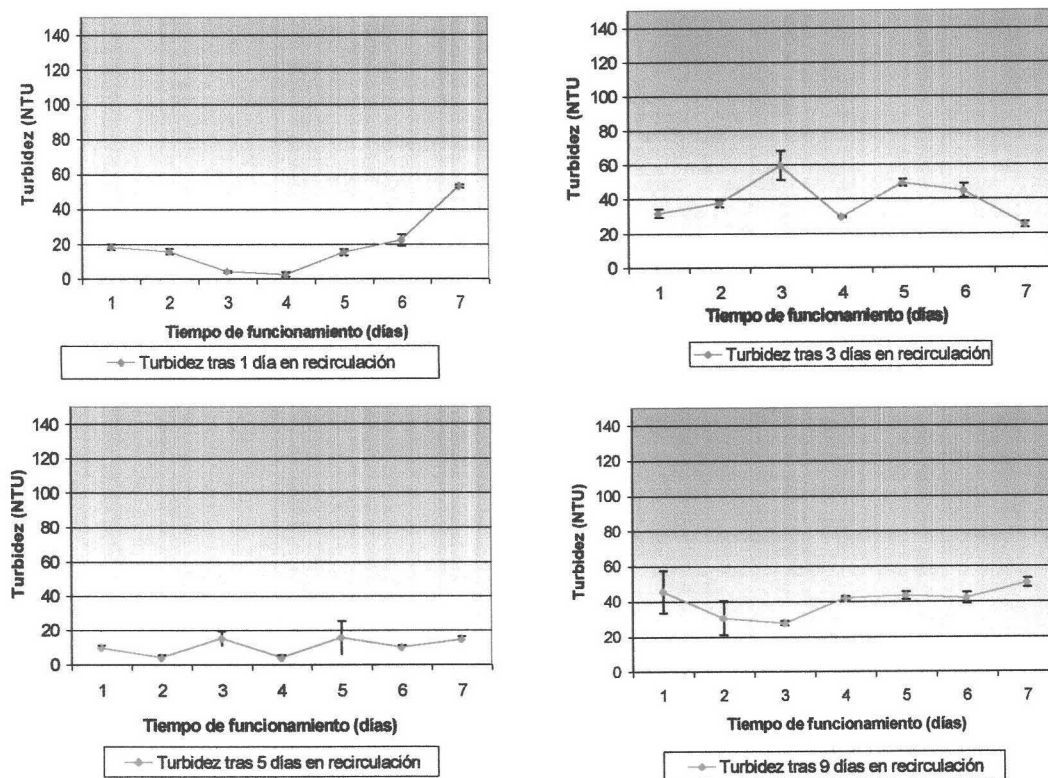 Turbidez (NTU
140
120
100
80
60
40
20
0
1 2 3 4 5 6 7
Tiempo de funcionamiento (días)
Turbidez tras 1 día en recirculación
Turbidez (NTU
140
120
100
80
60
40
20
0
1 2 3 4 5 6 7
Tiempo de funcionamiento (días)
Turbidez tras 3 días en recirculación
Turbidez (NTU)
140
120
100
80
60
40
20
0
1 2 3 4 5 6 7
Tiempo de funcionamiento (días)
Turbidez tras 5 días en recirculación
Turbidez (NTU)
140
120
100
80
60
40
20
0
1 2 3 4 5 6 7
Tiempo de funcionamiento (días)
Turbidez tras 9 días en recirculación